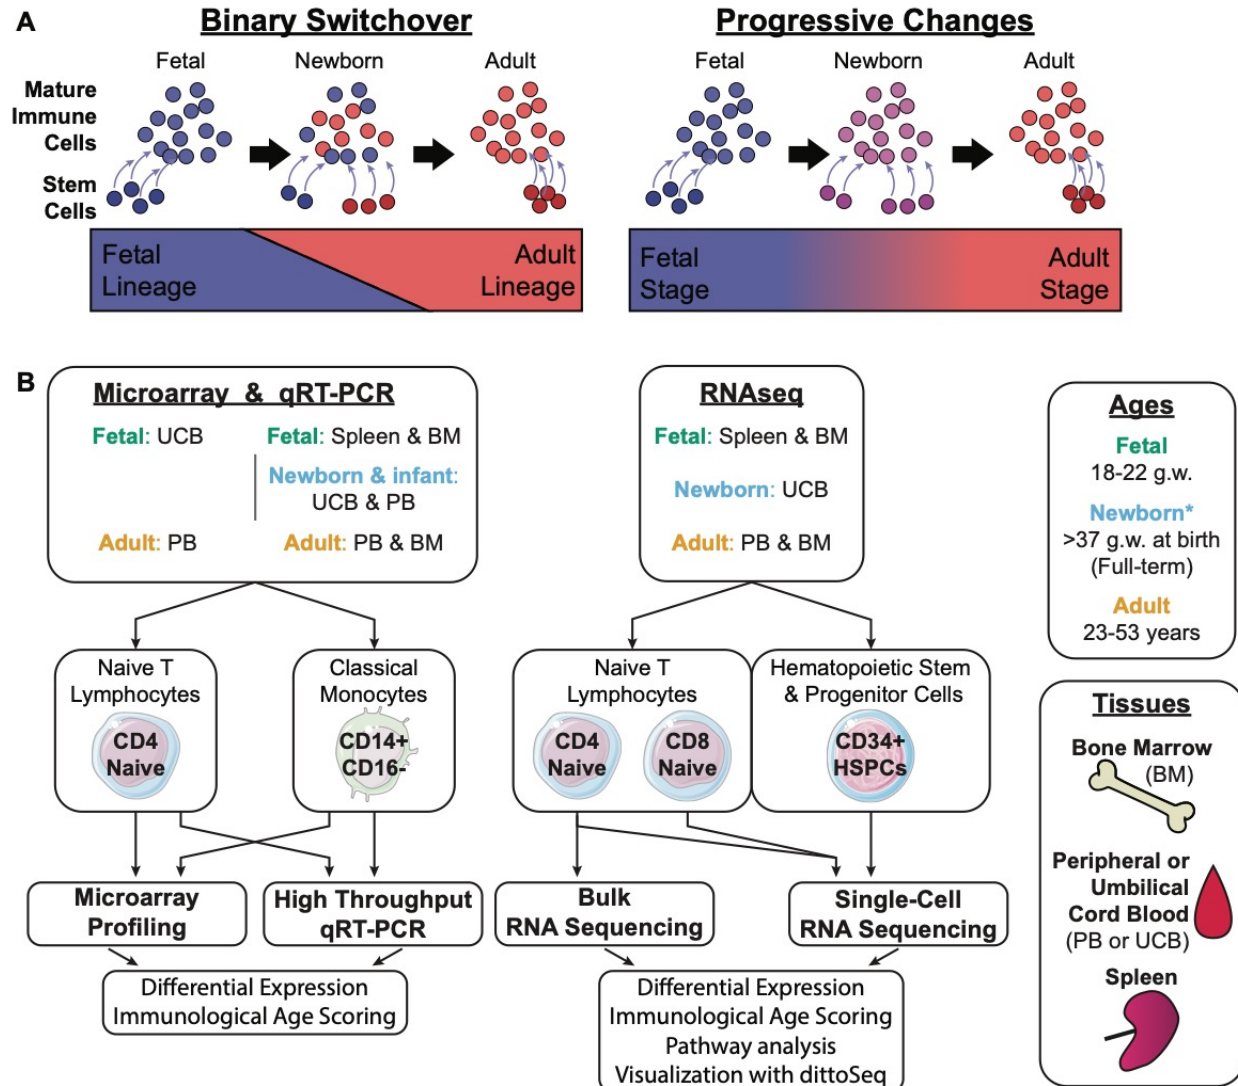 A
Binary Switchover
Fetal
Newborn
Adult
Mature
Immune
Cells
Stem
Cells
Fetal
Lineage
Adult
Lineage
Progressive Changes
Fetal
Newborn
Adult
Fetal
Stage
Adult
Stage
B
Microarray & qRT-PCR
Fetal: UCB
Fetal: Spleen & BM
Newborn & infant:
UCB & PB
Adult: PB
Adult: PB & BM
Naive T
Lymphocytes
CD4
Naive
Classical
Monocytes
CD14+
CD16-
Microarray
Profiling
High Throughput
qRT-PCR
Differential Expression
Immunological Age Scoring
RNAseq
Fetal: Spleen & BM
Newborn: UCB
Adult: PB & BM
Naive T
Lymphocytes
CD4
Naive
CD8
Naive
Hematopoietic Stem
& Progenitor Cells
CD34+
HSPCs
Bulk
RNA Sequencing
Single-Cell
RNA Sequencing
Differential Expression
Immunological Age Scoring
Pathway analysis
Visualization with dittoSeq
Ages
Fetal
18-22 g.w.
Newborn*
>37 g.w. at birth
(Full-term)
Adult
23-53 years
Tissues
Bone Marrow
(BM)
Peripheral or
Umbilical
Cord Blood
(PB or UCB)
Spleen